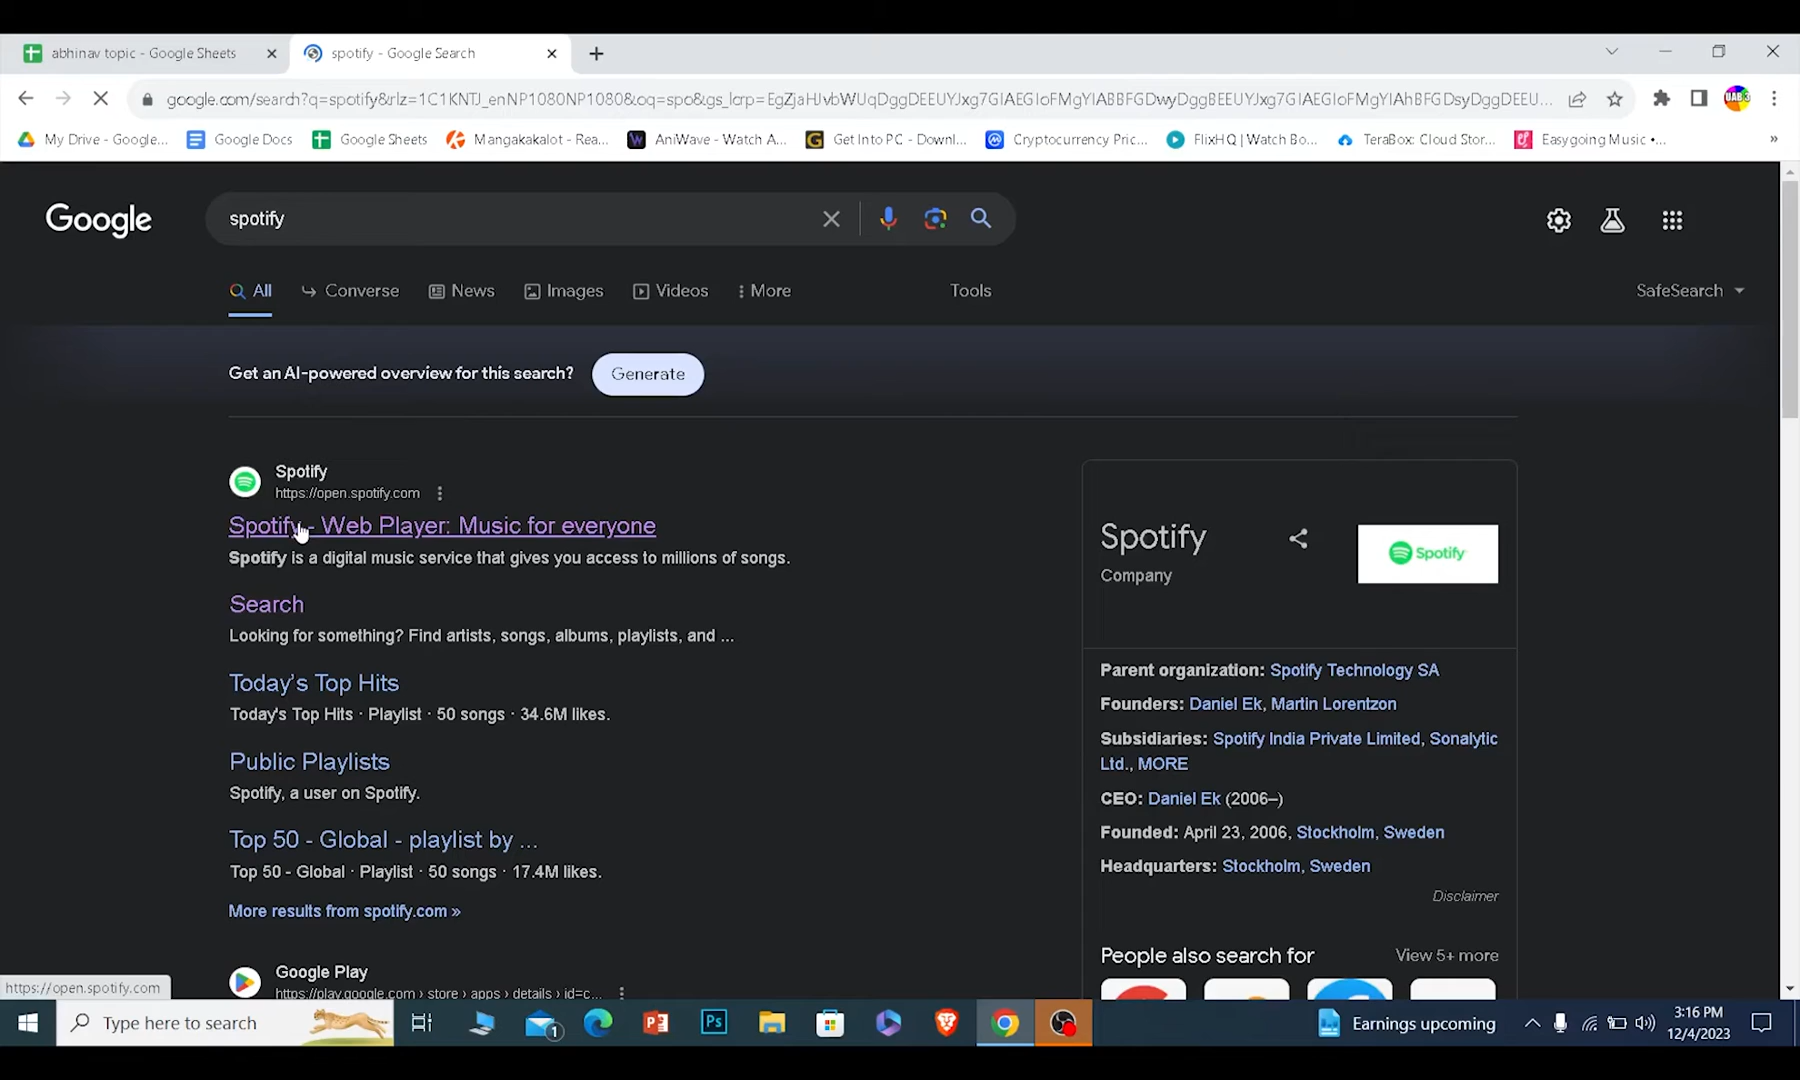 abhinav topic - Google Sheets
spotify - Google Search
google.com/search?q=spotify&rlz=1C1KNTJ_enNP1080NP1080&oq=spo&gs_lcrp=
My Drive - Google...
Google Docs
Google Sheets
Mangakakalot - Rea...
AniWave - Watch A...
Get Into PC - Downl...
Cryptocurrency Pric...
FlixHQ | Watch Bo...
TeraBox: Cloud Stor...
Easygoing Music •...
»
Google
spotify
All
Converse
News
Images
Videos
More
Tools
SafeSearch
Get an AI-powered overview for this search?
Generate
Spotify
https://open.spotify.com
Spotify - Web Player: Music for everyone
Spotify is a digital music service that gives you access to millions of songs.
Search
Looking for something? Find artists, songs, albums, playlists, and ...
Today's Top Hits
Today's Top Hits · Playlist · 50 songs · 34.6M likes.
Public Playlists
Spotify, a user on Spotify.
Top 50 - Global - playlist by ...
Top 50 - Global · Playlist · 50 songs · 17.4M likes.
More results from spotify.com »
Google Play
https://play.google.com › store › apps › details › id=c...
Spotify
Company
Spotify
Parent organization: Spotify Technology SA
Founders: Daniel Ek, Martin Lorentzon
Subsidiaries: Spotify India Private Limited, Sonalytic
Ltd., MORE
CEO: Daniel Ek (2006–)
Founded: April 23, 2006, Stockholm, Sweden
Headquarters: Stockholm, Sweden
Disclaimer
People also search for
View 5+ more
https://open.spotify.com
Type here to search
1
Ps
Earnings upcoming
3:16 PM
12/4/2023